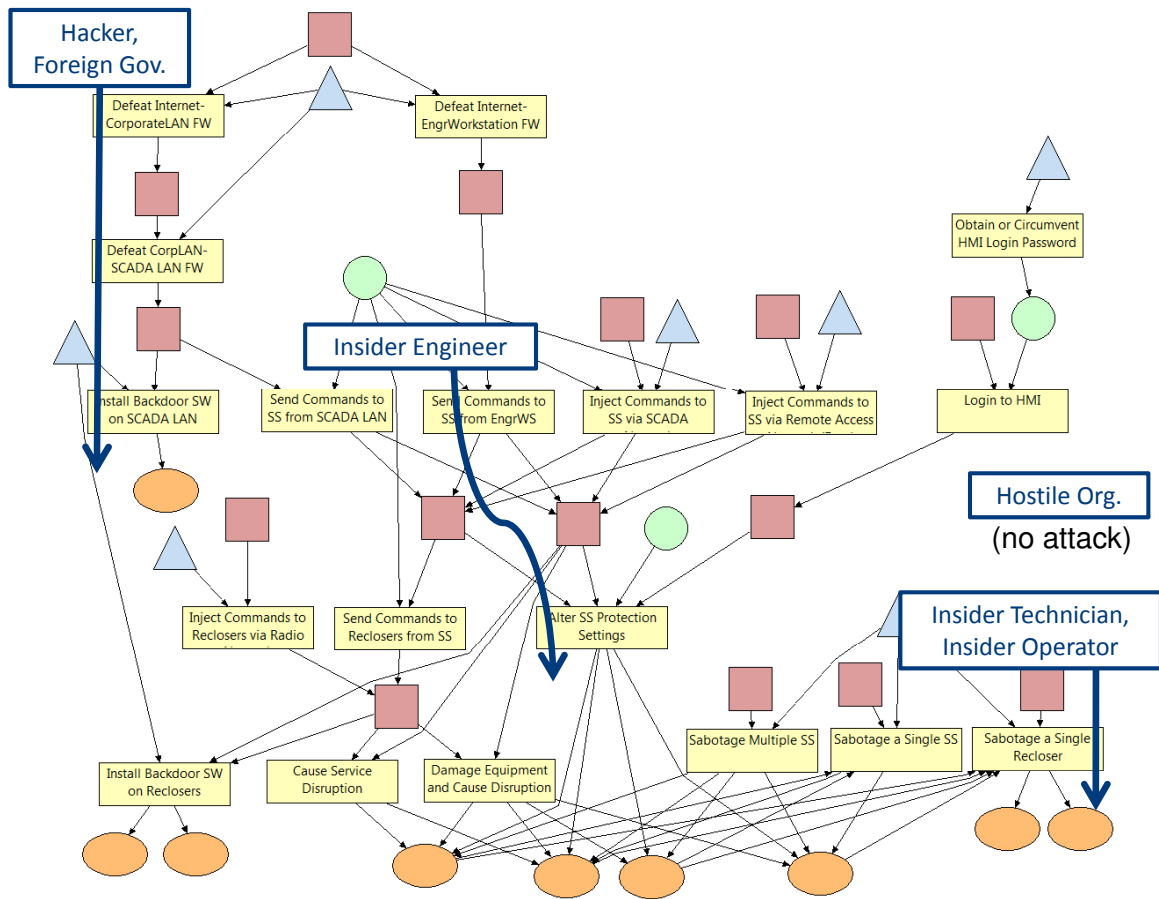 Hacker,
Foreign Gov.
Defeat Internet-
CorporateLAN FW
Defeat Internet-
EngrWorkstation FW
Obtain or Circumvent
HMI Login Password
Defeat CorpLAN-
SCADA LAN FW
Insider Engineer
Install Backdoor SW
on SCADA LAN
Send Commands to
SS from SCADA LAN
Send Commands to
SS from EngrWS
Inject Commands to
SS via SCADA
Inject Commands to
SS via Remote Access
Login to HMI
Hostile Org.
(no attack)
Inject Commands to
Reclosers via Radio
Send Commands to
Reclosers from SS
Alter SS Protection
Settings
Insider Technician,
Insider Operator
Sabotage Multiple SS
Sabotage a Single SS
Sabotage a Single
Recloser
Install Backdoor SW
on Reclosers
Cause Service
Disruption
Damage Equipment
and Cause Disruption